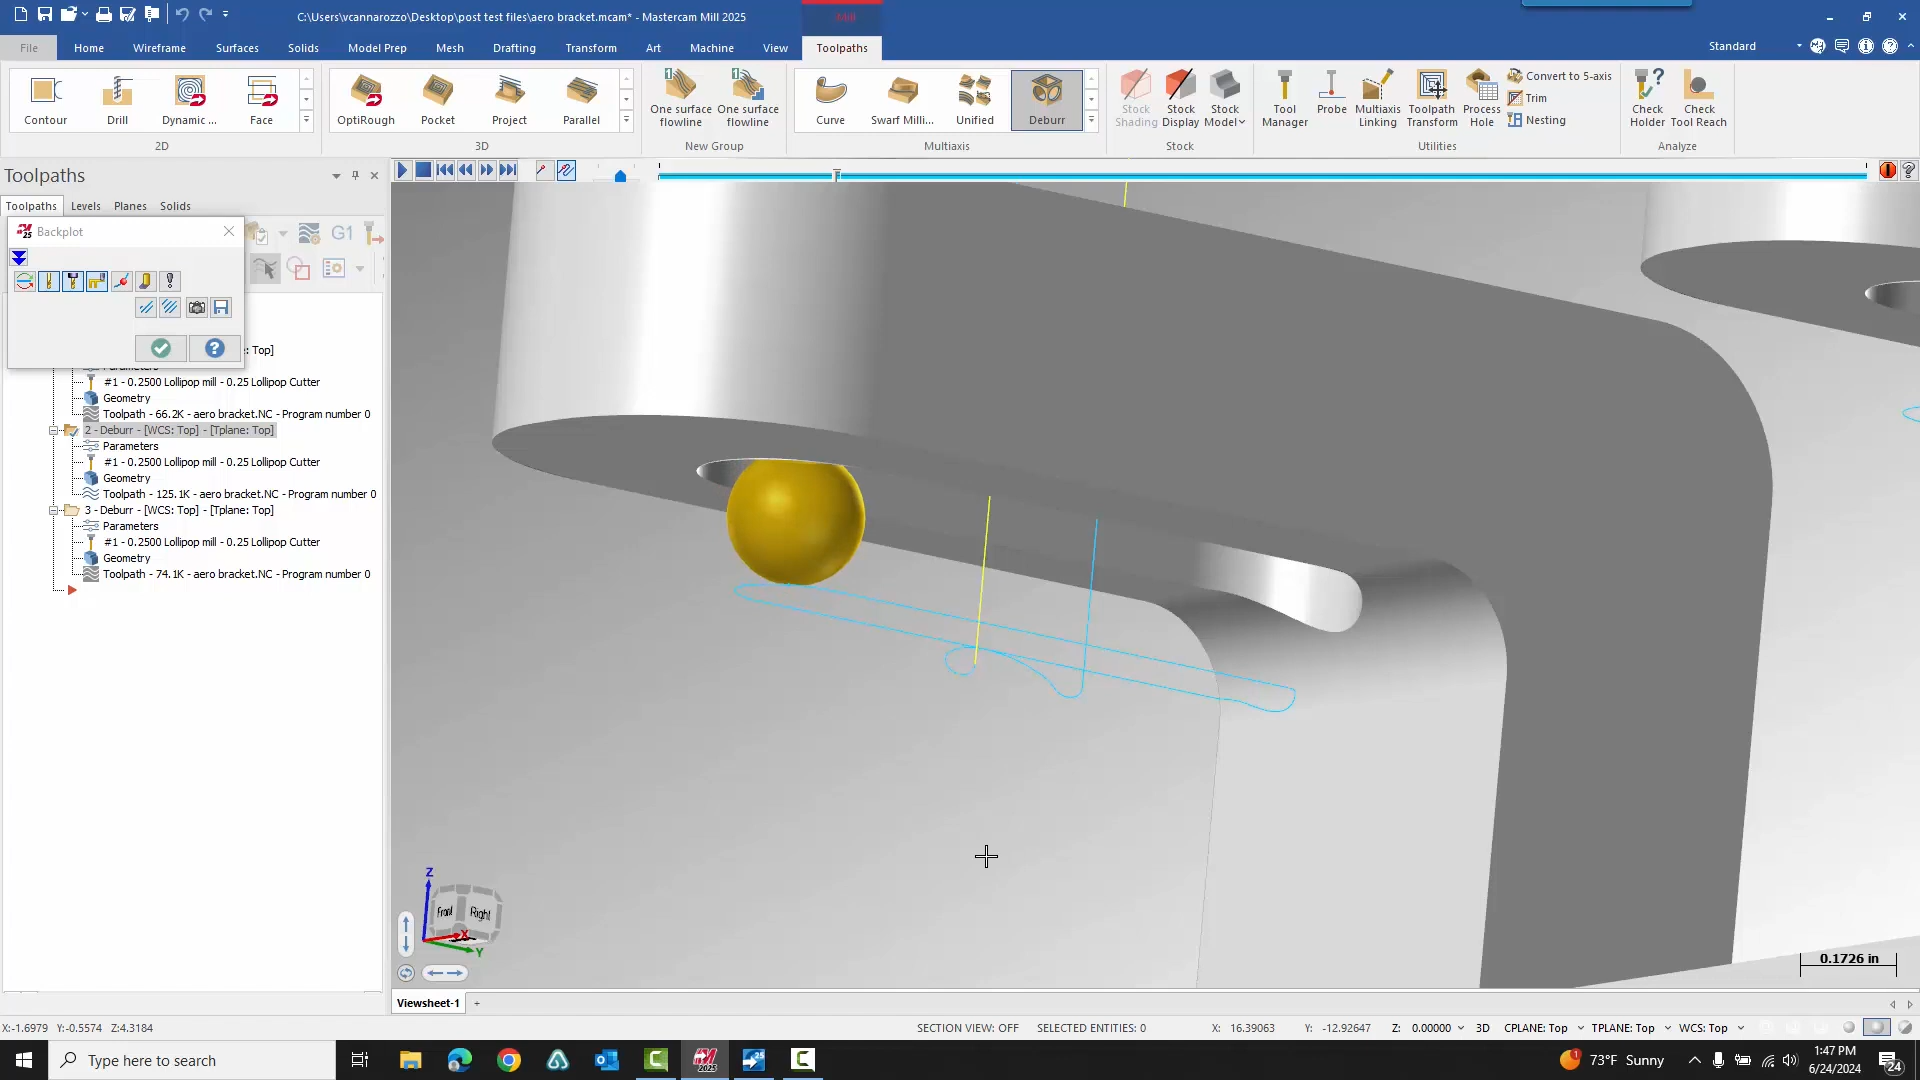 C:\Users\vcannarozzo\Desktop\post test files\aero bracket.mcam* - Mastercam Mill 2025
Mill
File Home Wireframe Surfaces Solids Model Prep Mesh Drafting Transform Art Machine View Toolpaths
Standard
Contour Drill Dynamic ... Face
2D
OptiRough Pocket Project Parallel
3D
One surface flowline
One surface flowline
New Group
Curve Swarf Milli... Unified Deburr
Multiaxis
Stock Shading
Stock Display
Stock Model
Stock
Tool Manager
Probe
Multiaxis Linking
Toolpath Transform
Process Hole
Convert to 5-axis
Trim
Nesting
Utilities
Check Holder
Check Tool Reach
Analyze
Toolpaths
Toolpaths Levels Planes Solids
Backplot
G1
: Top]
#1 - 0.2500 Lollipop mill - 0.25 Lollipop Cutter
Geometry
Toolpath - 66.2K - aero bracket.NC - Program number 0
2 - Deburr - [WCS: Top] - [Tplane: Top]
Parameters
#1 - 0.2500 Lollipop mill - 0.25 Lollipop Cutter
Geometry
Toolpath - 125.1K - aero bracket.NC - Program number 0
3 - Deburr - [WCS: Top] - [Tplane: Top]
Parameters
#1 - 0.2500 Lollipop mill - 0.25 Lollipop Cutter
Geometry
Toolpath - 74.1K - aero bracket.NC - Program number 0
Z
Front Right
X
Y
0.1726 in
Viewsheet-1 +
X:-1.6979 Y:-0.5574 Z:4.3184
SECTION VIEW: OFF SELECTED ENTITIES: 0 X: 16.39063 Y: -12.92647 Z: 0.00000 3D CPLANE: Top TPLANE: Top WCS: Top
Type here to search
2025
25
73°F Sunny
1:47 PM
6/24/2024
24